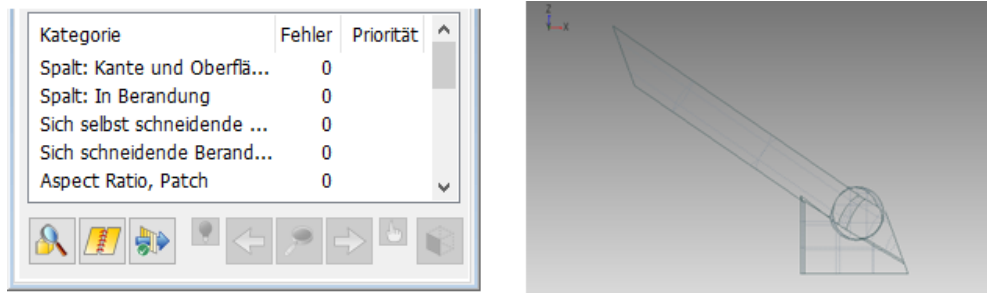 Kategorie Fehler Priorität
Spalt: Kante und Oberflä... 0
Spalt: In Berandung 0
Sich selbst schneidende ... 0
Sich schneidende Berand... 0
Aspect Ratio, Patch 0
Z
Y X